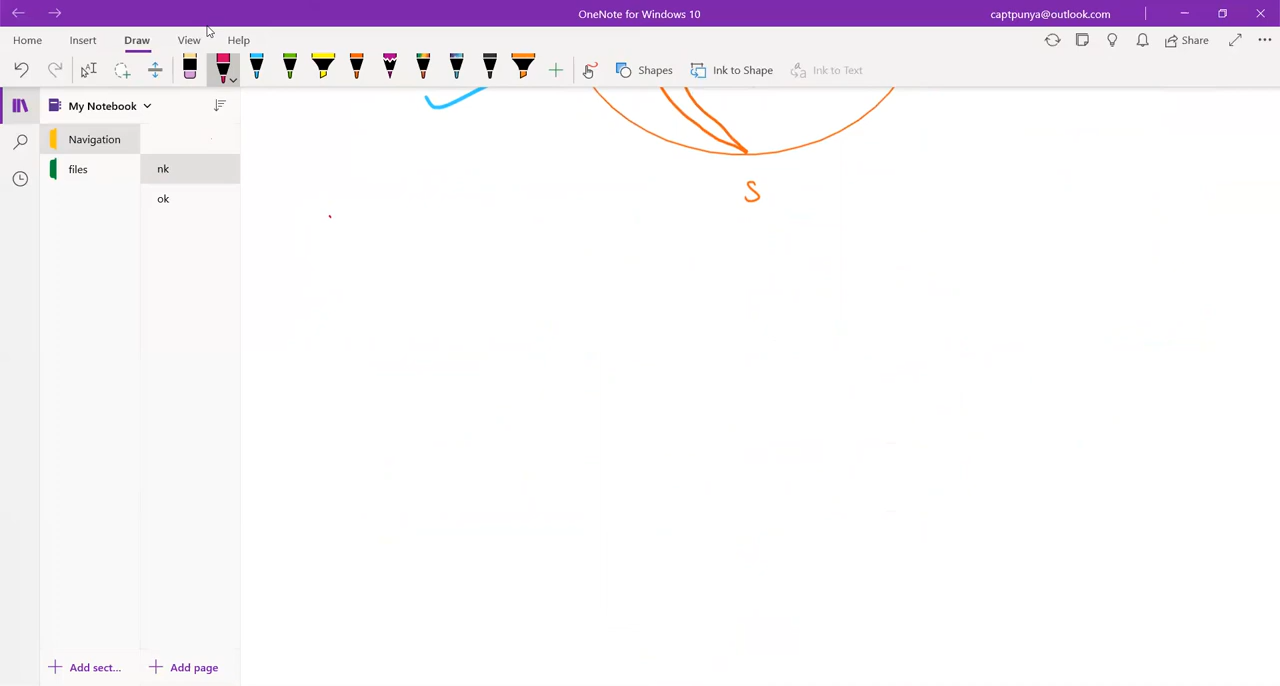 OneNote for Windows 10
captpunya@outlook.com
Home
Insert
Draw
View
Help
Share
Shapes
Ink to Shape
Ink to Text
My Notebook
Navigation
files
nk
ok
S
Add sect...
Add page